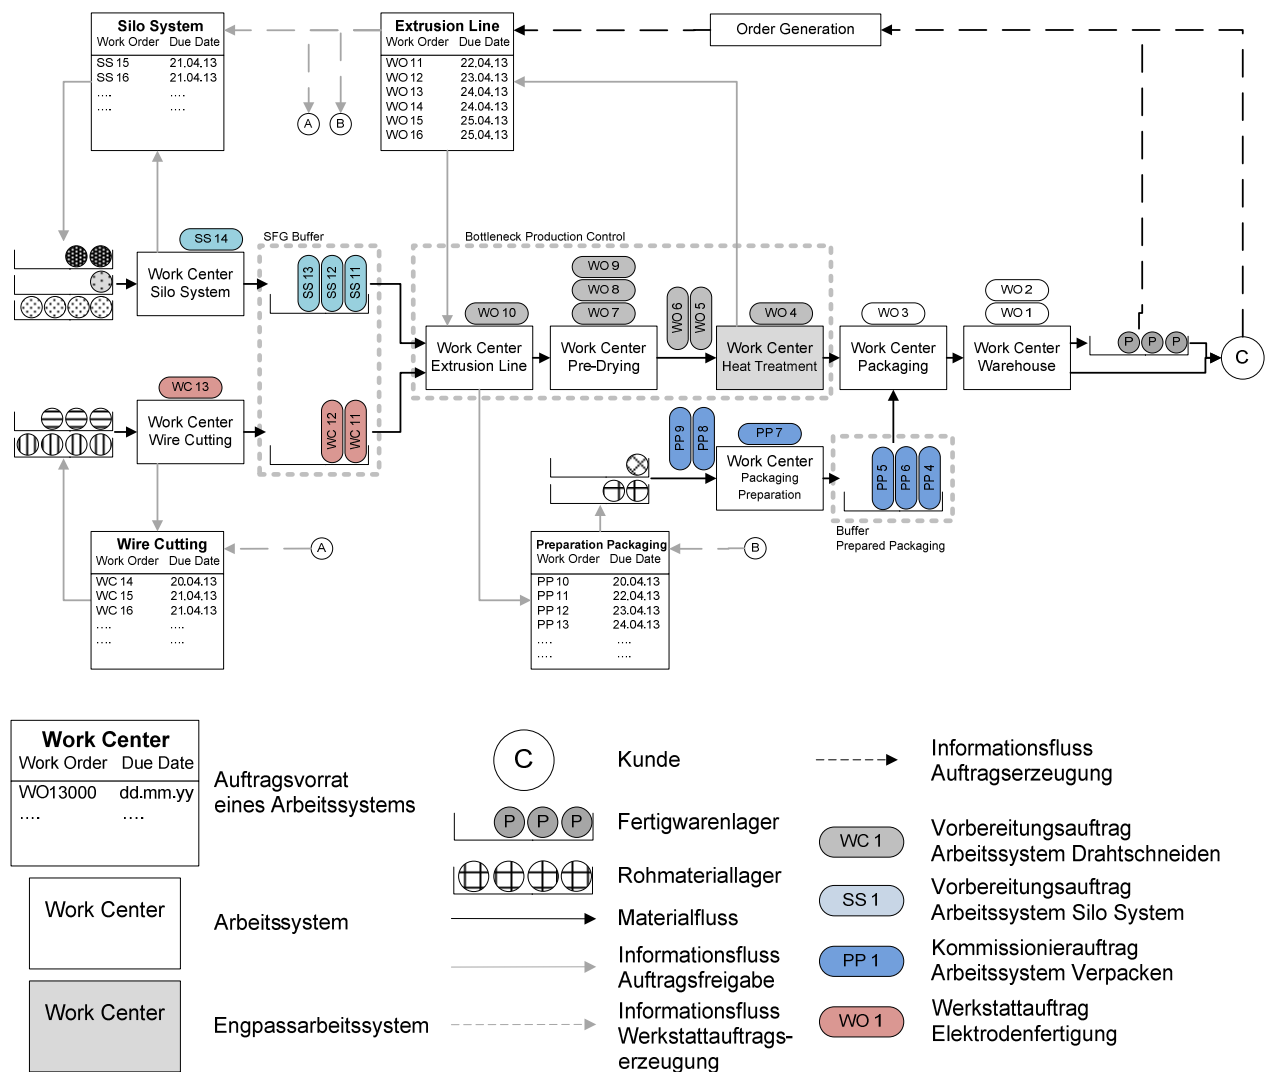 Silo System
Work Order Due Date
SS 15 21.04.13
SS 16 21.04.13
.... ....
.... ....
Extrusion Line
Work Order Due Date
WO 11 22.04.13
WO 12 23.04.13
WO 13 24.04.13
WO 14 24.04.13
WO 15 25.04.13
WO 16 25.04.13
Order Generation
A
B
SS 14
SFG Buffer
Bottleneck Production Control
Work Center
Silo System
SS 13
SS 12
SS 11
WO 10
Work Center
Extrusion Line
WO 9
WO 8
WO 7
Work Center
Pre-Drying
WO 6
WO 5
WO 4
Work Center
Heat Treatment
WO 3
Work Center
Packaging
WO 2
WO 1
Work Center
Warehouse
P P P
C
WC 13
Work Center
Wire Cutting
WC 12
WC 11
PP 9
PP 8
PP 7
Work Center
Packaging
Preparation
PP 5
PP 6
PP 4
Buffer
Prepared Packaging
Wire Cutting
Work Order Due Date
WC 14 20.04.13
WC 15 21.04.13
WC 16 21.04.13
.... ....
.... ....
A
Preparation Packaging
Work Order Due Date
PP 10 20.04.13
PP 11 22.04.13
PP 12 23.04.13
PP 13 24.04.13
.... ....
.... ....
B
Work Center
Work Order Due Date
WO13000 dd.mm.yy
.... ....
Auftragsvorrat
eines Arbeitssystems
Work Center
Arbeitssystem
Work Center
Engpassarbeitssystem
C
Kunde
P P P
Fertigwarenlager
Rohmateriallager
Materialfluss
Informationsfluss
Auftragsfreigabe
Informationsfluss
Werkstattauftrags-
erzeugung
Informationsfluss
Auftragserzeugung
WC 1
Vorbereitungsauftrag
Arbeitssystem Drahtschneiden
SS 1
Vorbereitungsauftrag
Arbeitssystem Silo System
PP 1
Kommissionierauftrag
Arbeitssystem Verpacken
WO 1
Werkstattauftrag
Elektrodenfertigung